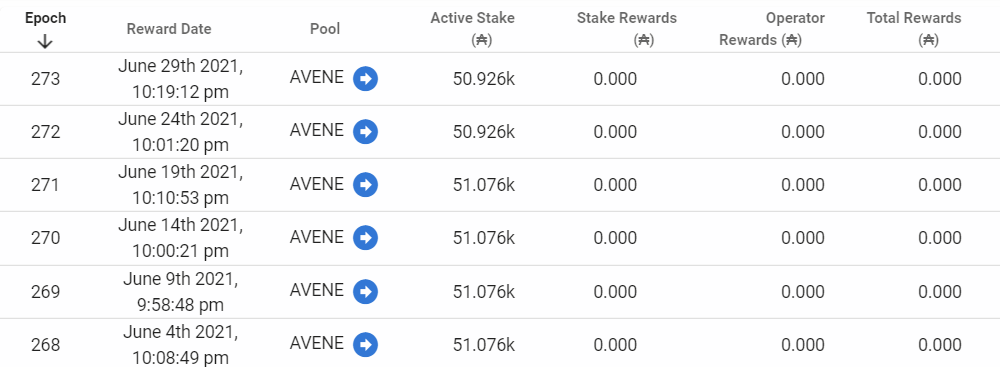 Epoch Reward Date Pool Active Stake (₳) Stake Rewards (₳) Operator Rewards (₳) Total Rewards (₳)
273 June 29th 2021, 10:19:12 pm AVENE 50.926k 0.000 0.000 0.000
272 June 24th 2021, 10:01:20 pm AVENE 50.926k 0.000 0.000 0.000
271 June 19th 2021, 10:10:53 pm AVENE 51.076k 0.000 0.000 0.000
270 June 14th 2021, 10:00:21 pm AVENE 51.076k 0.000 0.000 0.000
269 June 9th 2021, 9:58:48 pm AVENE 51.076k 0.000 0.000 0.000
268 June 4th 2021, 10:08:49 pm AVENE 51.076k 0.000 0.000 0.000